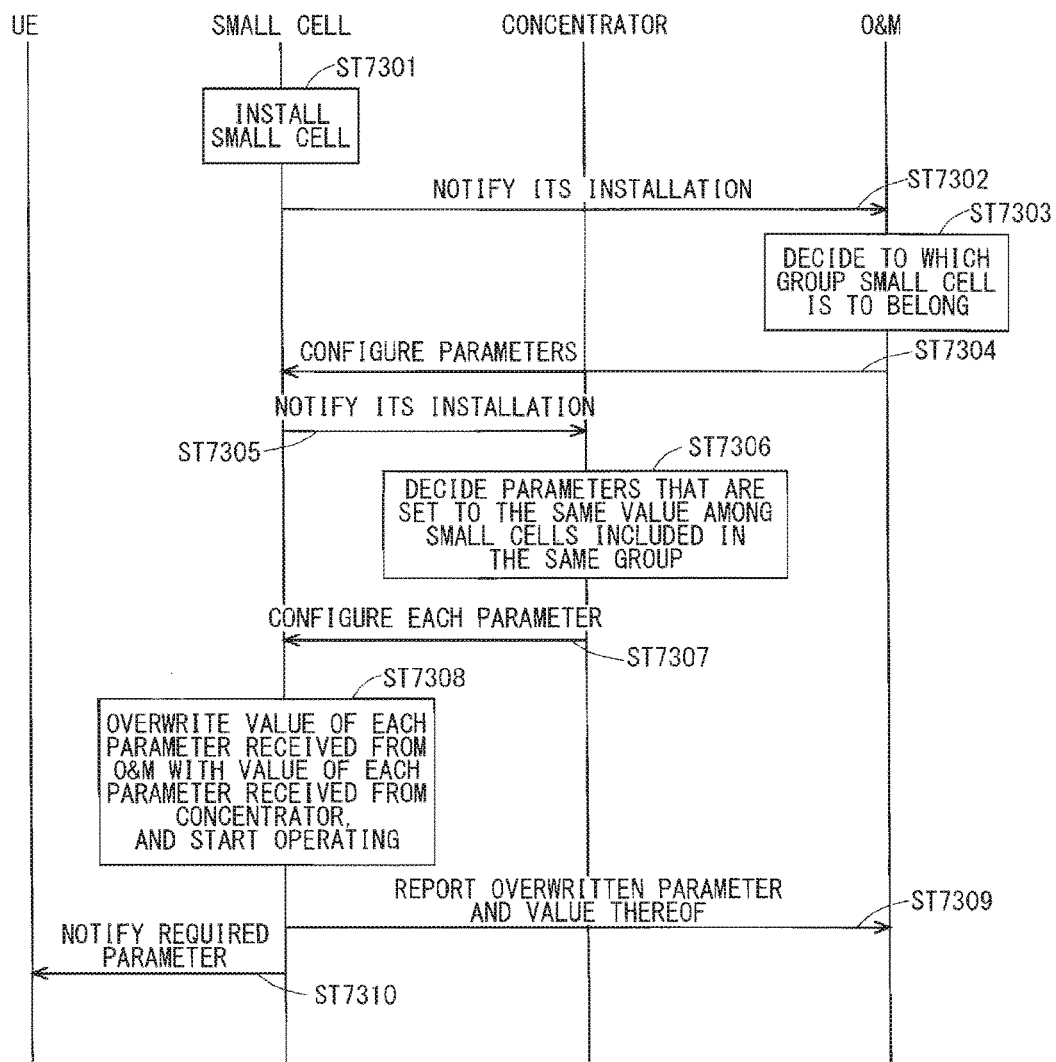 UE
SMALL CELL
CONCENTRATOR
O&M
ST7301
INSTALL
SMALL CELL
NOTIFY ITS INSTALLATION
ST7302
ST7303
DECIDE TO WHICH
GROUP SMALL CELL
IS TO BELONG
CONFIGURE PARAMETERS
ST7304
NOTIFY ITS INSTALLATION
ST7305
ST7306
DECIDE PARAMETERS THAT ARE
SET TO THE SAME VALUE AMONG
SMALL CELLS INCLUDED IN
THE SAME GROUP
CONFIGURE EACH PARAMETER
ST7307
ST7308
OVERWRITE VALUE OF EACH
PARAMETER RECEIVED FROM
O&M WITH VALUE OF EACH
PARAMETER RECEIVED FROM
CONCENTRATOR,
AND START OPERATING
REPORT OVERWRITTEN PARAMETER
AND VALUE THEREOF
ST7309
NOTIFY REQUIRED
PARAMETER
ST7310